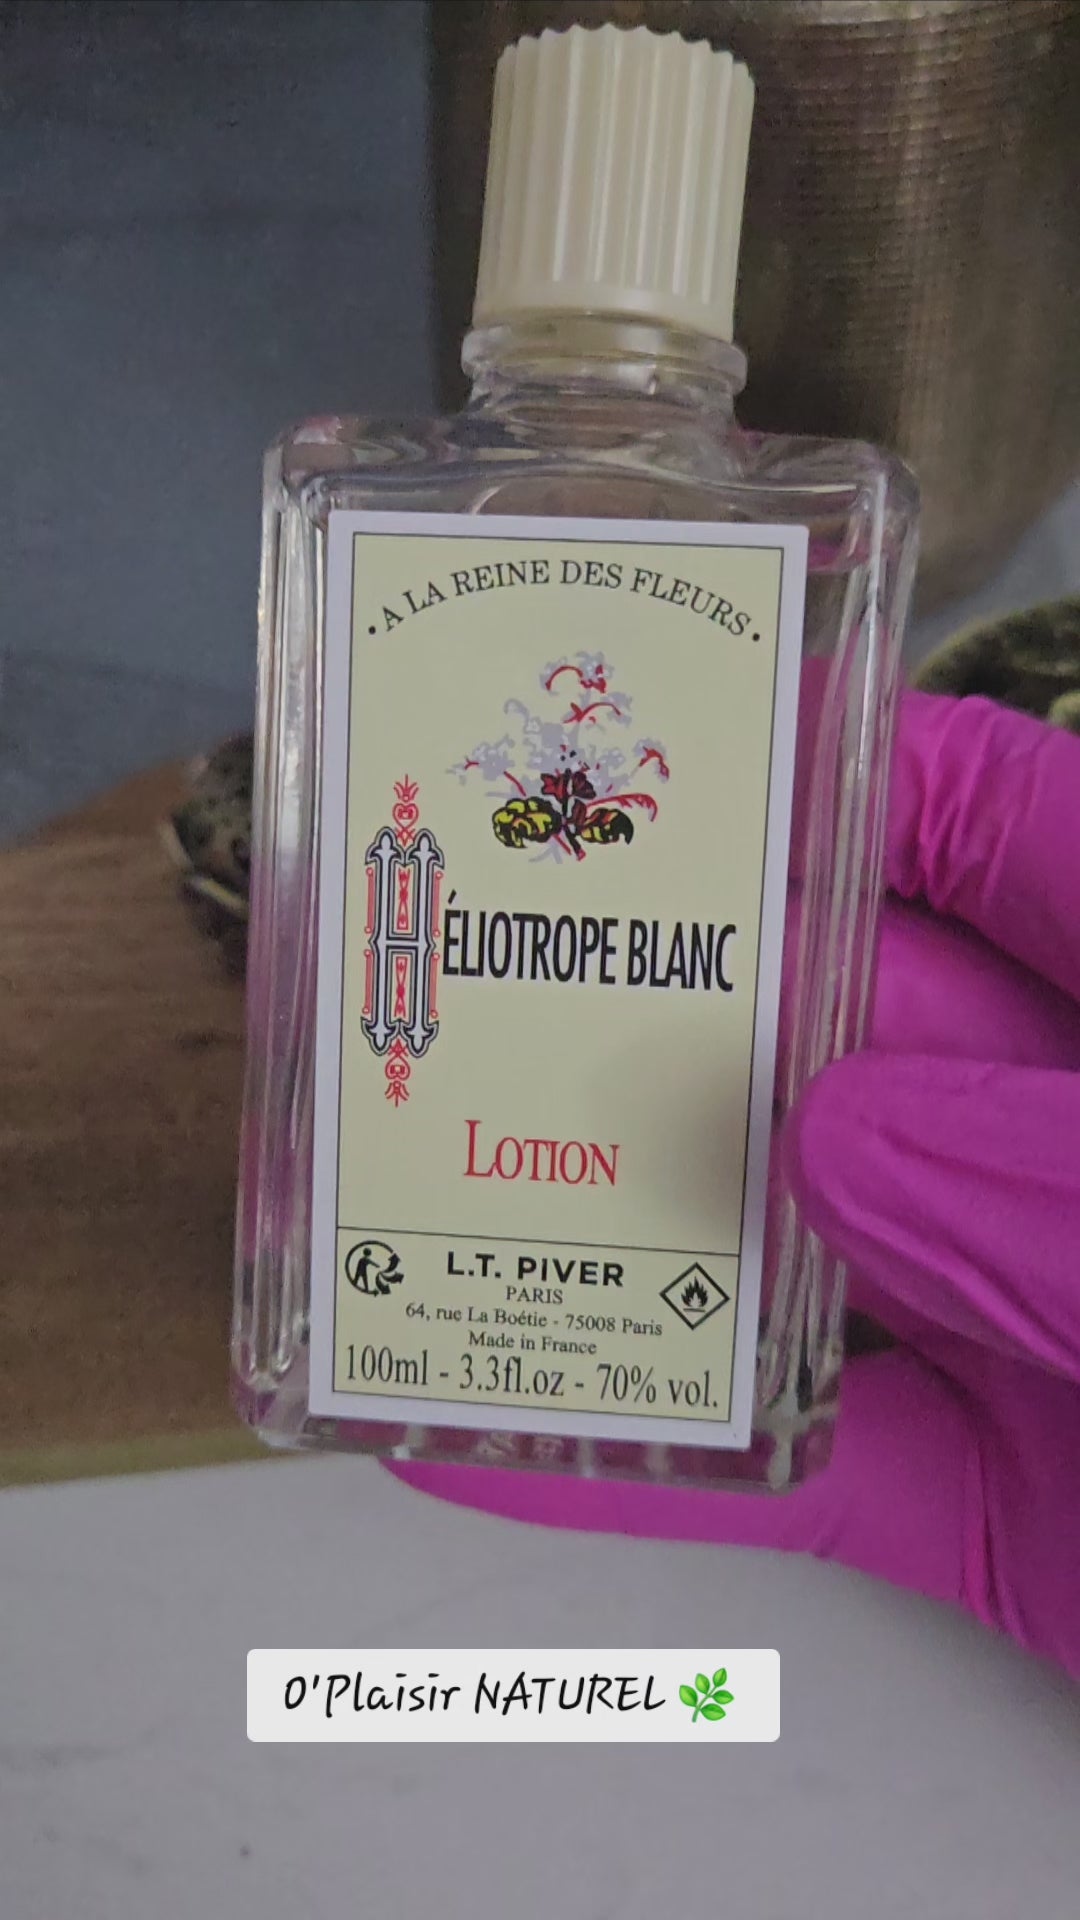 • A LA REINE DES FLEURS •
HÉLIOTROPE BLANC
LOTION
L.T. PIVER
PARIS
64, rue La Boétie - 75008 Paris
Made in France
100ml - 3.3fl.oz - 70% vol.
O'Plaisir NATUREL 🌿